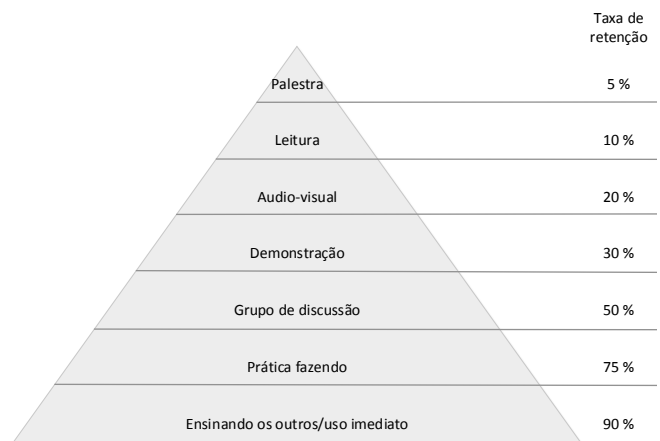 Taxa de
retenção
Palestra 5 %
Leitura 10 %
Audio-visual 20 %
Demonstração 30 %
Grupo de discussão 50 %
Prática fazendo 75 %
Ensinando os outros/uso imediato 90 %